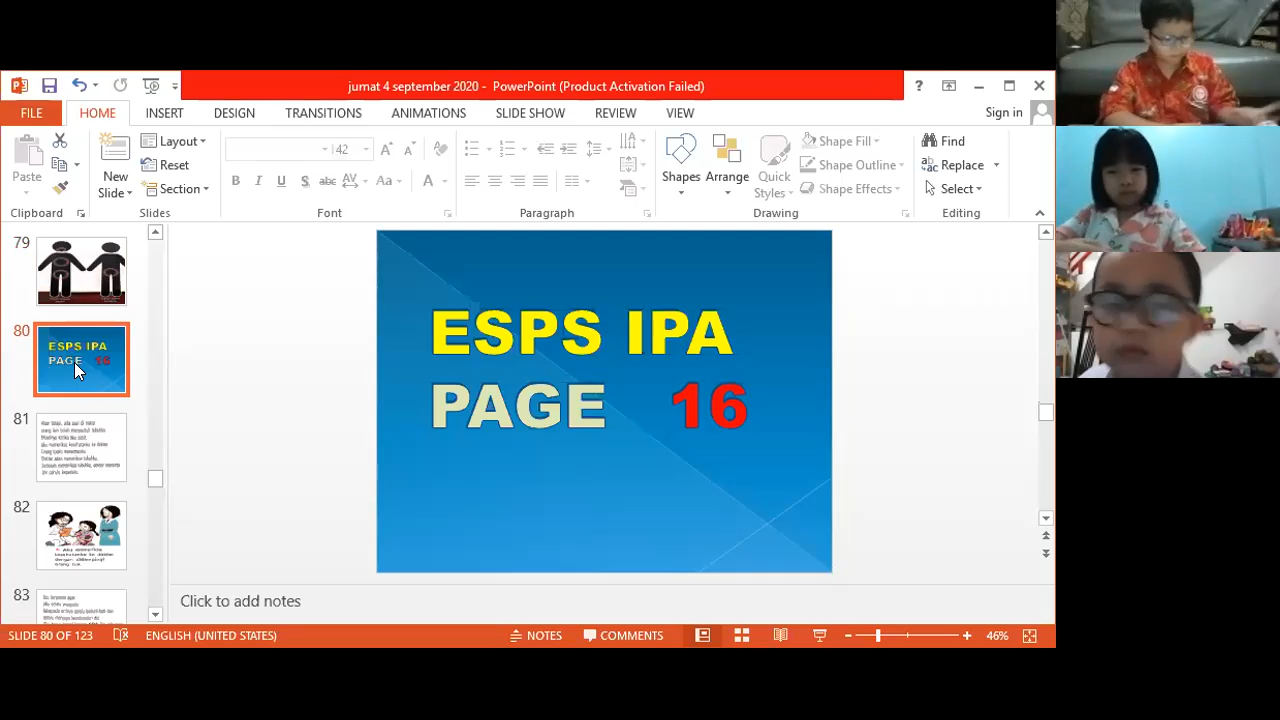 jumat 4 september 2020 - PowerPoint (Product Activation Failed)
FILE HOME INSERT DESIGN TRANSITIONS ANIMATIONS SLIDE SHOW REVIEW VIEW Sign in
Paste
New Slide
Layout
Reset
Section
42
Shapes
Arrange
Quick Styles
Shape Fill
Shape Outline
Shape Effects
Find
Replace
Select
Clipboard Slides Font Paragraph Drawing Editing
79
80
ESPS IPA
PAGE 16
81
82
83
ESPS IPA
PAGE 16
Click to add notes
SLIDE 80 OF 123 ENGLISH (UNITED STATES) NOTES COMMENTS 46%